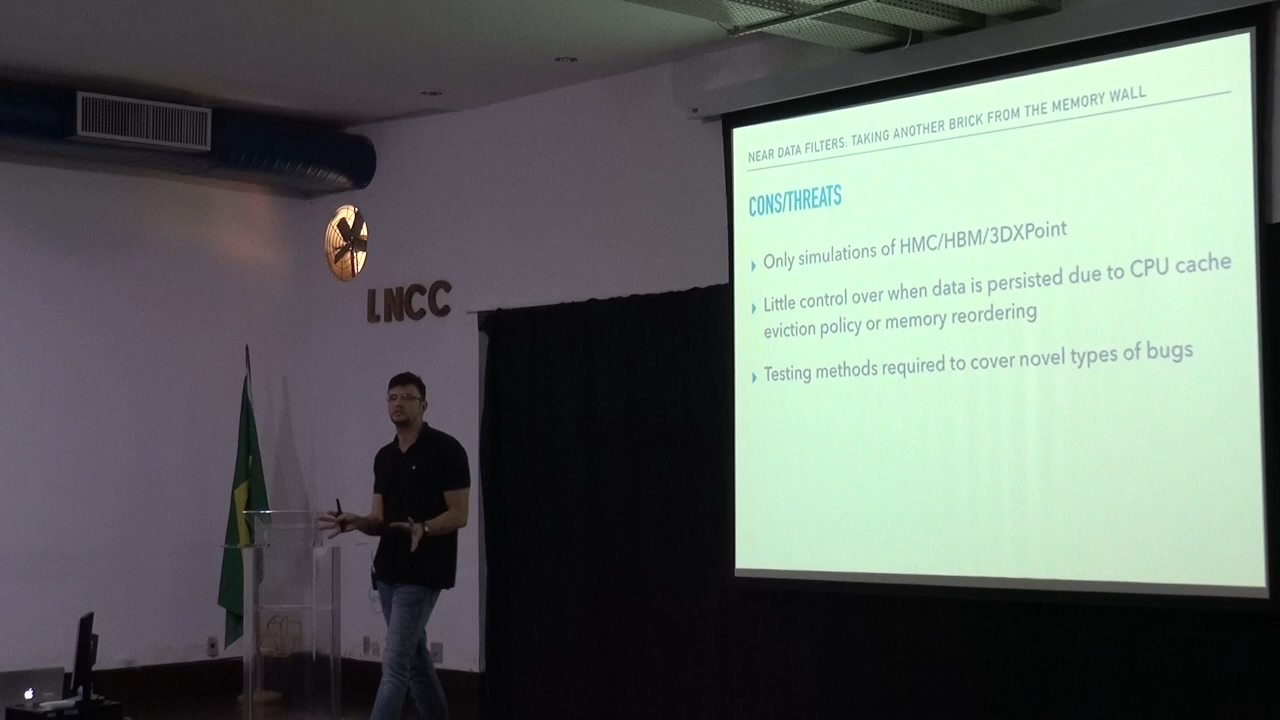 NEAR DATA FILTERS: TAKING ANOTHER BRICK FROM THE MEMORY WALL
CONS/THREATS
Only simulations of HMC/HBM/3DXPoint
Little control over when data is persisted due to CPU cache
eviction policy or memory reordering
Testing methods required to cover novel types of bugs
LNCC